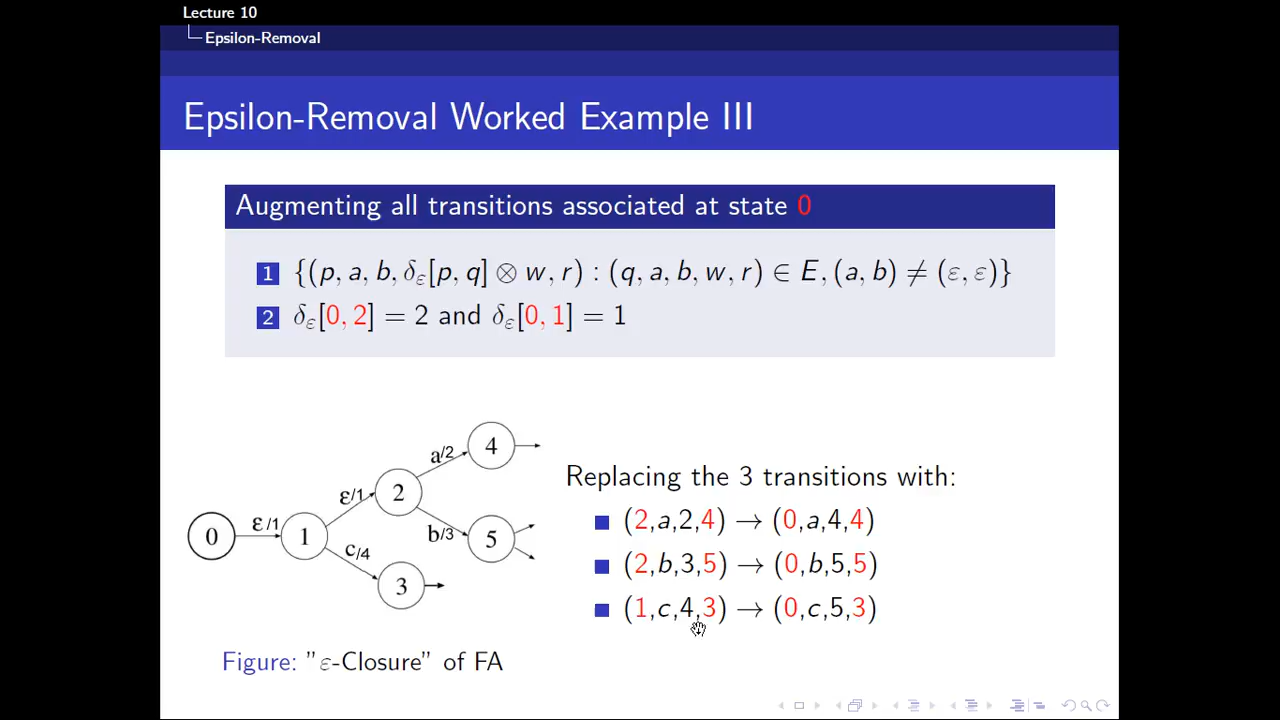 Lecture 10
Epsilon-Removal
Epsilon-Removal Worked Example III
Augmenting all transitions associated at state 0
1 {(p, a, b, δε[p, q] ⊗ w, r) : (q, a, b, w, r) ∈ E, (a, b) ≠ (ε, ε)}
2 δε[0, 2] = 2 and δε[0, 1] = 1
0
ε/1
1
ε/1
c/4
2
3
a/2
b/3
4
5
Figure: "ε-Closure" of FA
Replacing the 3 transitions with:
(2,a,2,4) → (0,a,4,4)
(2,b,3,5) → (0,b,5,5)
(1,c,4,3) → (0,c,5,3)